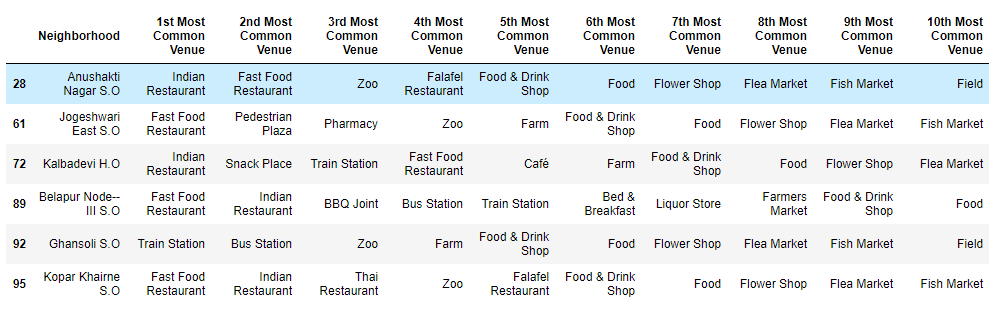 Neighborhood 1st Most Common Venue 2nd Most Common Venue 3rd Most Common Venue 4th Most Common Venue 5th Most Common Venue 6th Most Common Venue 7th Most Common Venue 8th Most Common Venue 9th Most Common Venue 10th Most Common Venue
28 Anushakti Nagar S.O Indian Restaurant Fast Food Restaurant Zoo Falafel Restaurant Food & Drink Shop Food Flower Shop Flea Market Fish Market Field
61 Jogeshwari East S.O Fast Food Restaurant Pedestrian Plaza Pharmacy Zoo Farm Food & Drink Shop Food Flower Shop Flea Market Fish Market
72 Kalbadevi H.O Indian Restaurant Snack Place Train Station Fast Food Restaurant Café Farm Food & Drink Shop Food Flower Shop Flea Market
89 Belapur Node--III S.O Fast Food Restaurant Indian Restaurant BBQ Joint Bus Station Train Station Bed & Breakfast Liquor Store Farmers Market Food & Drink Shop Food
92 Ghansoli S.O Train Station Bus Station Zoo Farm Food & Drink Shop Food Flower Shop Flea Market Fish Market Field
95 Kopar Khairne S.O Fast Food Restaurant Indian Restaurant Thai Restaurant Zoo Falafel Restaurant Food & Drink Shop Food Flower Shop Flea Market Fish Market